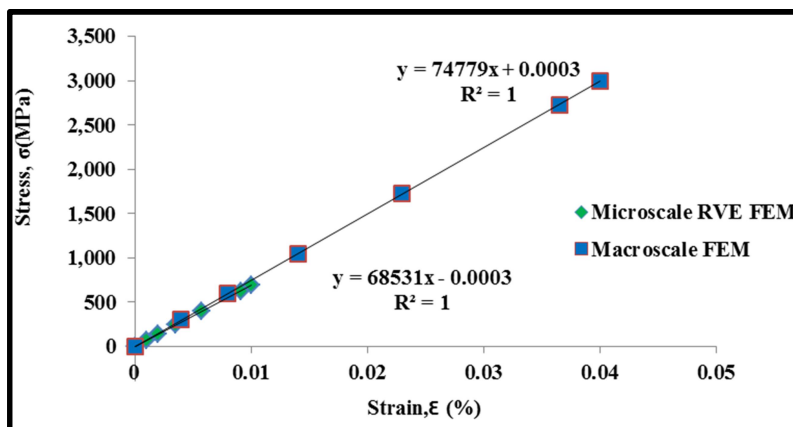 3,500
3,000
2,500
2,000
1,500
1,000
500
0
Stress, σ(MPa)
y = 74779x + 0.0003
R² = 1
y = 68531x - 0.0003
R² = 1
Microscale RVE FEM
Macroscale FEM
0 0.01 0.02 0.03 0.04 0.05
Strain,Ɛ (%)